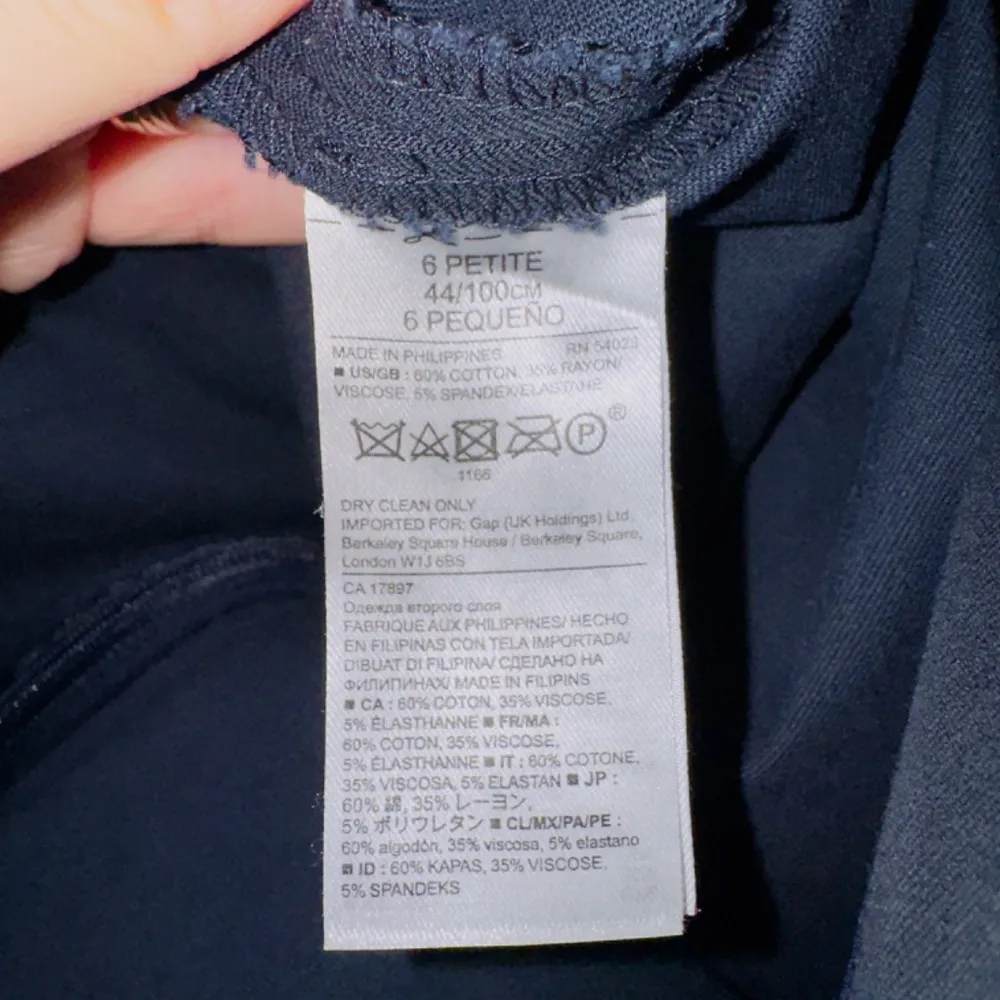 6 PETITE
44/100CM
6 PEQUEÑO
MADE IN PHILIPPINES RN 54023
■ US/GB : 60% COTTON, 35% RAYON/
VISCOSE, 5% SPANDEX/ELASTANE
P ®
1166
DRY CLEAN ONLY
IMPORTED FOR: Gap (UK Holdings) Ltd.
Berkeley Square House / Berkeley Square,
London W1J 6BS
CA 17897
Одежда второго слоя
FABRIQUE AUX PHILIPPINES/ HECHO
EN FILIPINAS CON TELA IMPORTADA/
DIBUAT DI FILIPINA/ СДЕЛАНО НА
ФИЛИПИНАХ/ MADE IN FILIPINS
■ CA : 60% COTON, 35% VISCOSE,
5% ÉLASTHANNE ■ FR/MA :
60% COTON, 35% VISCOSE,
5% ÉLASTHANNE ■ IT : 60% COTONE,
35% VISCOSA, 5% ELASTAN ■ JP :
60% 綿, 35% レーヨン,
5% ポリウレタン ■ CL/MX/PA/PE :
60% algodón, 35% viscosa, 5% elastano
■ ID : 60% KAPAS, 35% VISCOSE,
5% SPANDEKS